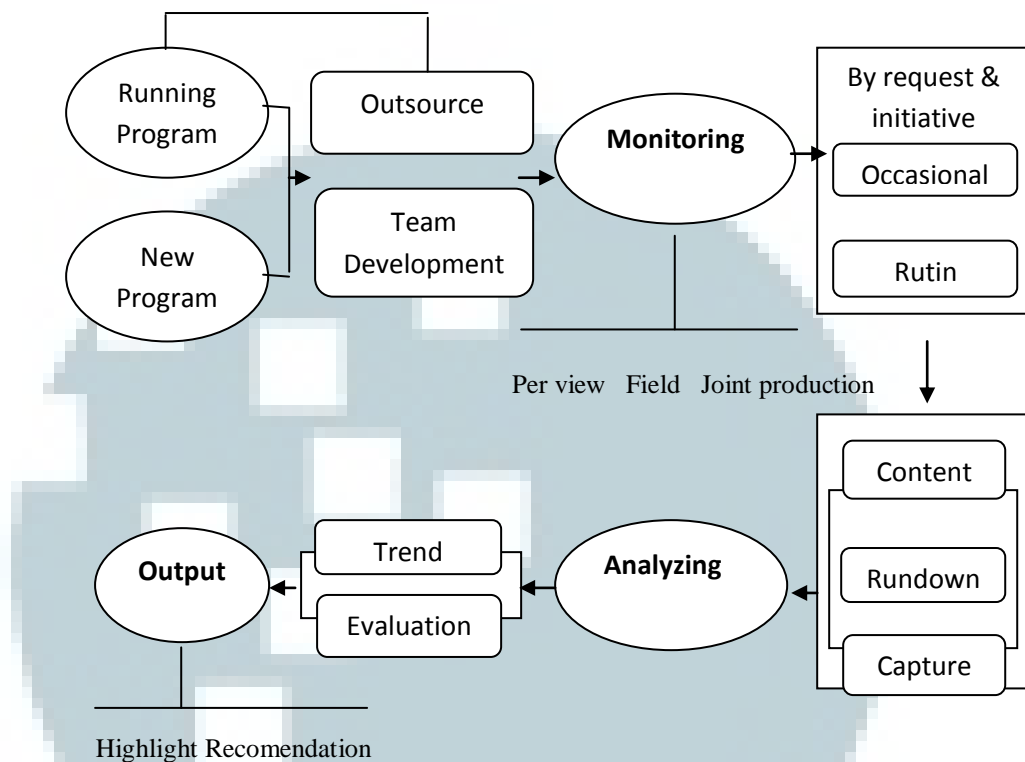 Running
Program
Outsource
New
Program
Team
Development
Monitoring
By request &
initiative
Occasional
Rutin
Per view Field Joint production
Content
Rundown
Capture
Analyzing
Trend
Evaluation
Output
Highlight Recomendation